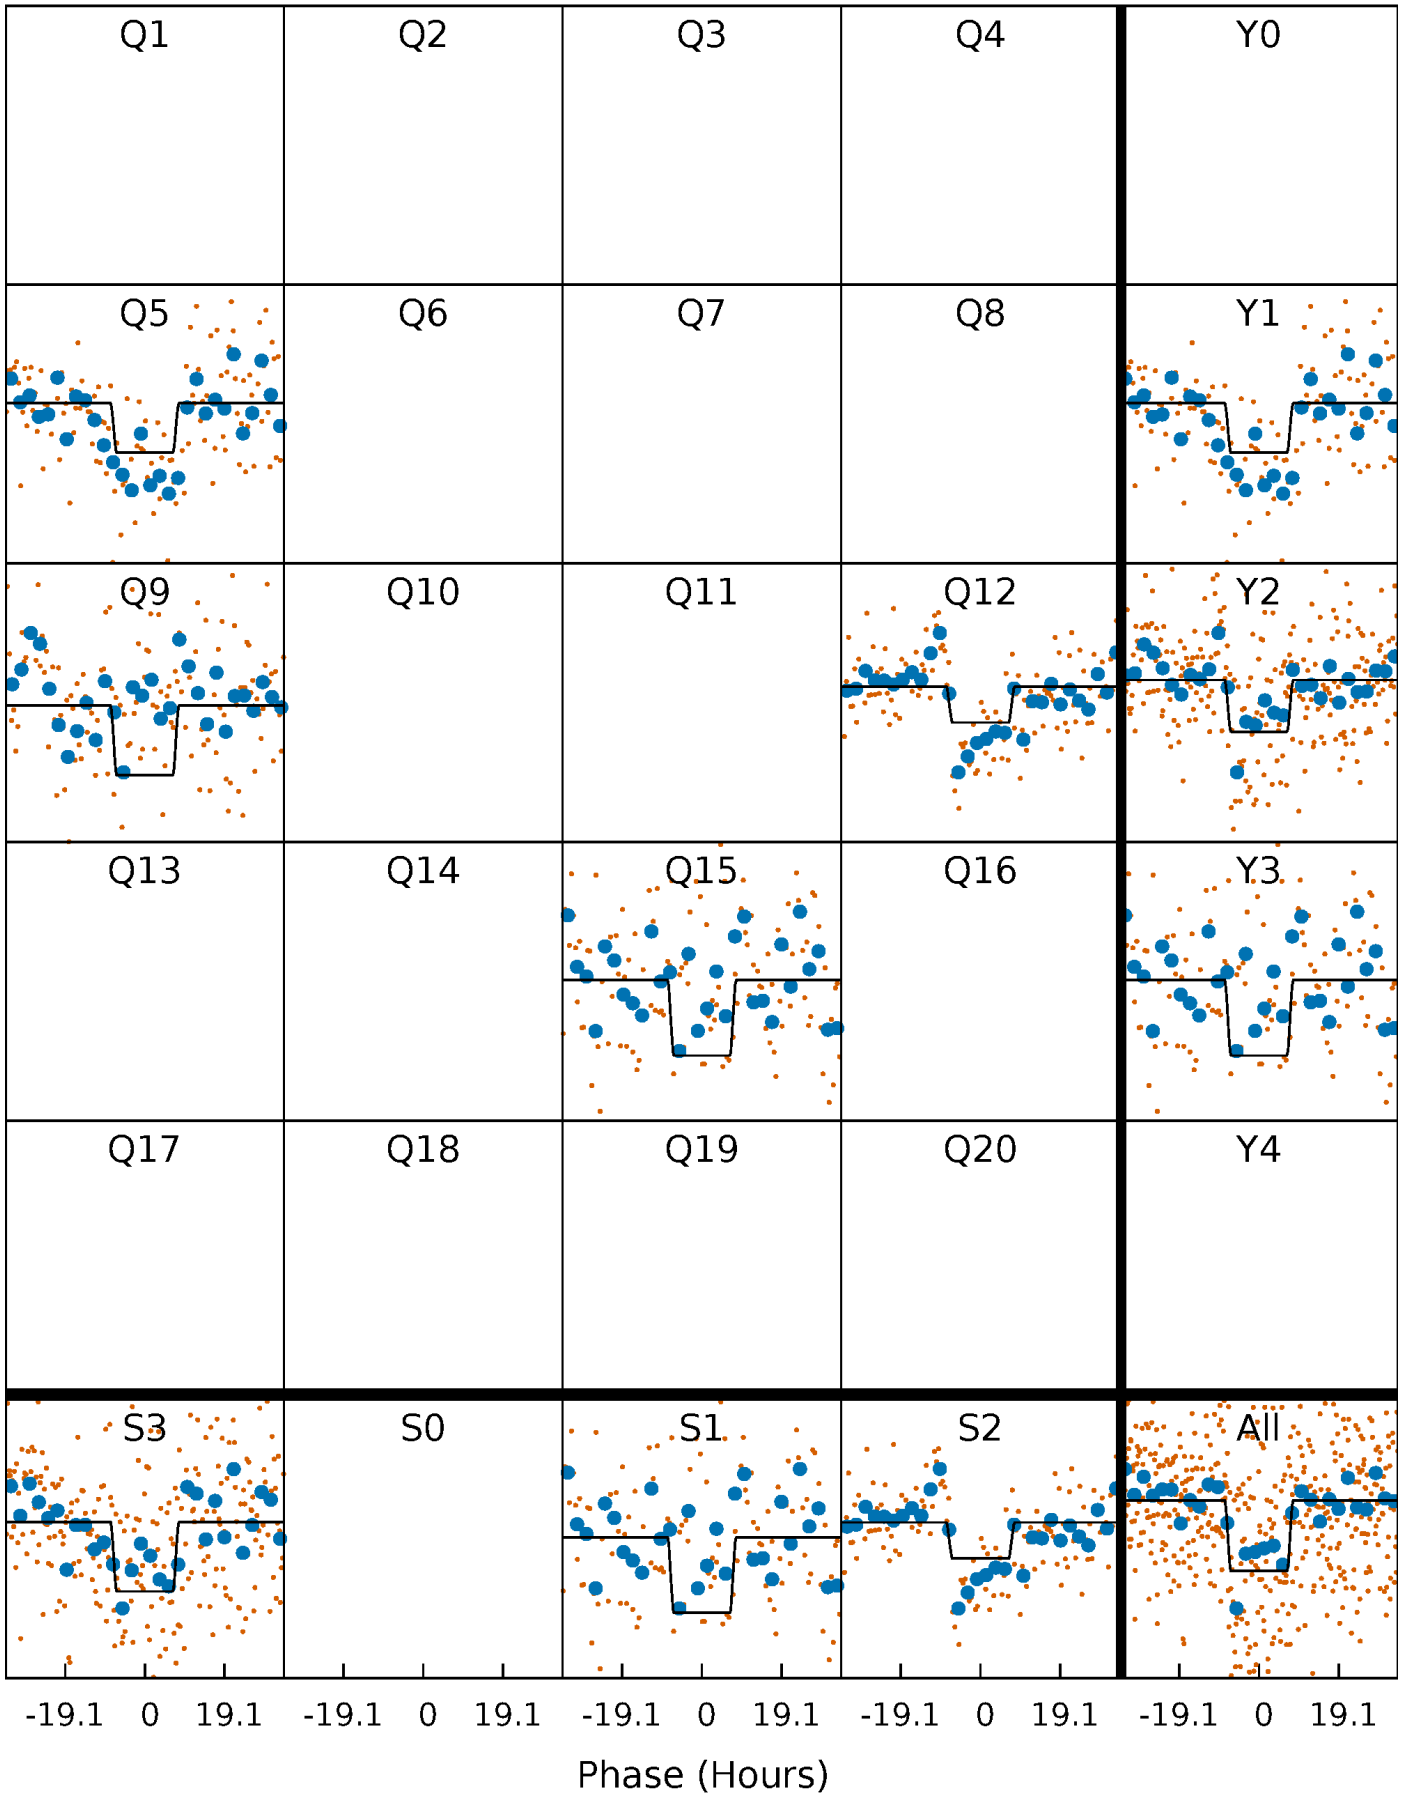 Q1 Q2 Q3 Q4 Y0
Q5 Q6 Q7 Q8 Y1
Q9 Q10 Q11 Q12 Y2
Q13 Q14 Q15 Q16 Y3
Q17 Q18 Q19 Q20 Y4
S3 S0 S1 S2 All
-19.1 0 19.1 -19.1 0 19.1 -19.1 0 19.1 -19.1 0 19.1 -19.1 0 19.1
Phase (Hours)